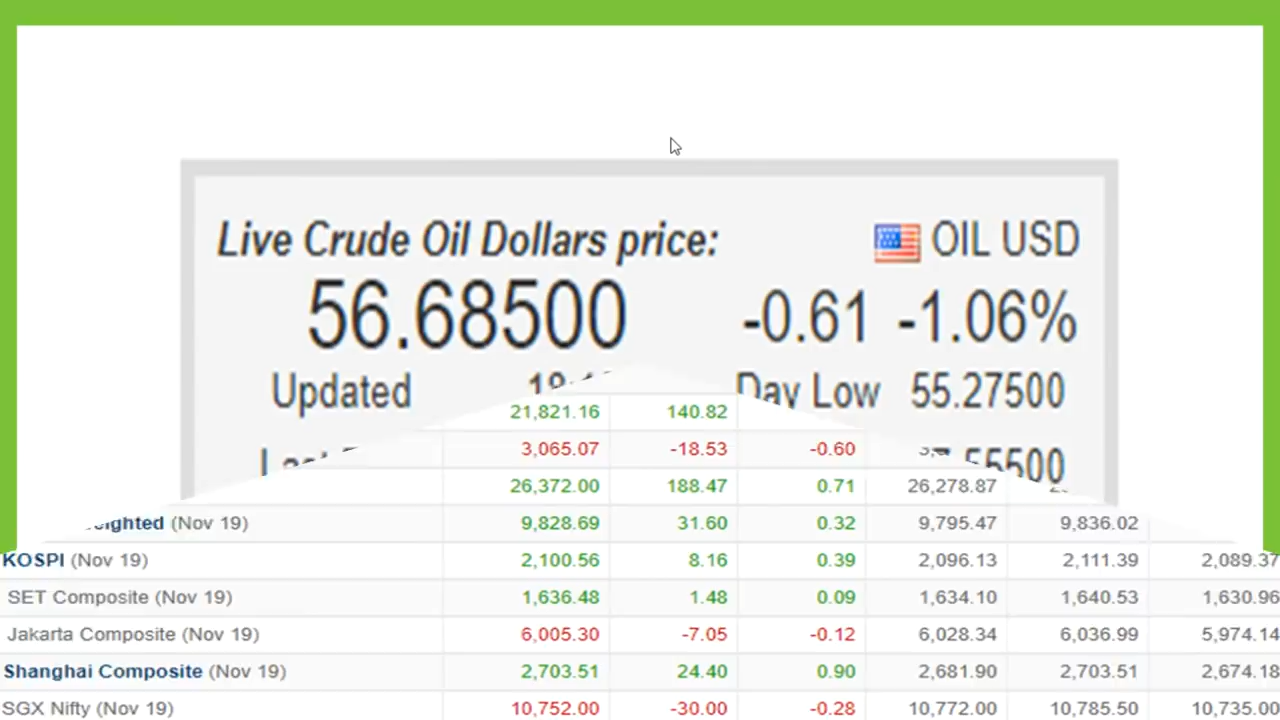 Live Crude Oil Dollars price: OIL USD
56.68500 -0.61 -1.06%
Updated Day Low 55.27500
21,821.16 140.82
3,065.07 -18.53 -0.60
26,372.00 188.47 0.71 26,278.87
(Nov 19) 9,828.69 31.60 0.32 9,795.47 9,836.02
KOSPI (Nov 19) 2,100.56 8.16 0.39 2,096.13 2,111.39 2,089.37
SET Composite (Nov 19) 1,636.48 1.48 0.09 1,634.10 1,640.53 1,630.96
Jakarta Composite (Nov 19) 6,005.30 -7.05 -0.12 6,028.34 6,036.99 5,974.14
Shanghai Composite (Nov 19) 2,703.51 24.40 0.90 2,681.90 2,703.51 2,674.18
SGX Nifty (Nov 19) 10,752.00 -30.00 -0.28 10,772.00 10,785.50 10,735.00